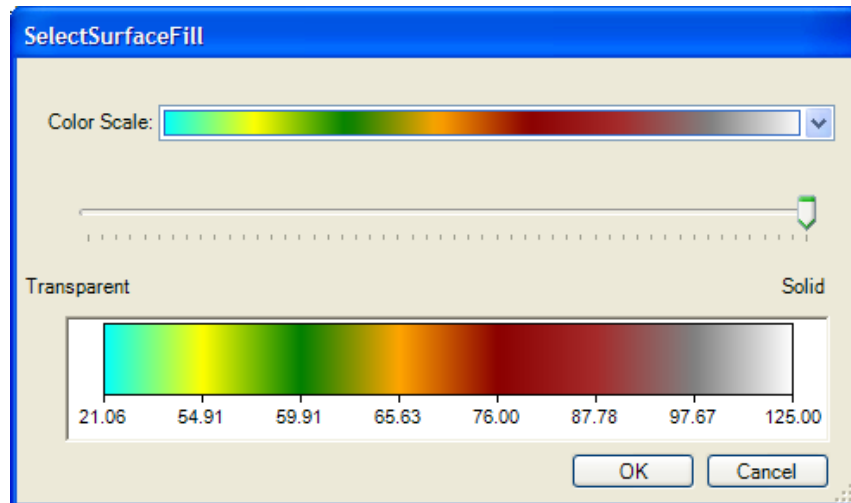 SelectSurfaceFill
Color Scale:
Transparent Solid
21.06 54.91 59.91 65.63 76.00 87.78 97.67 125.00
OK Cancel